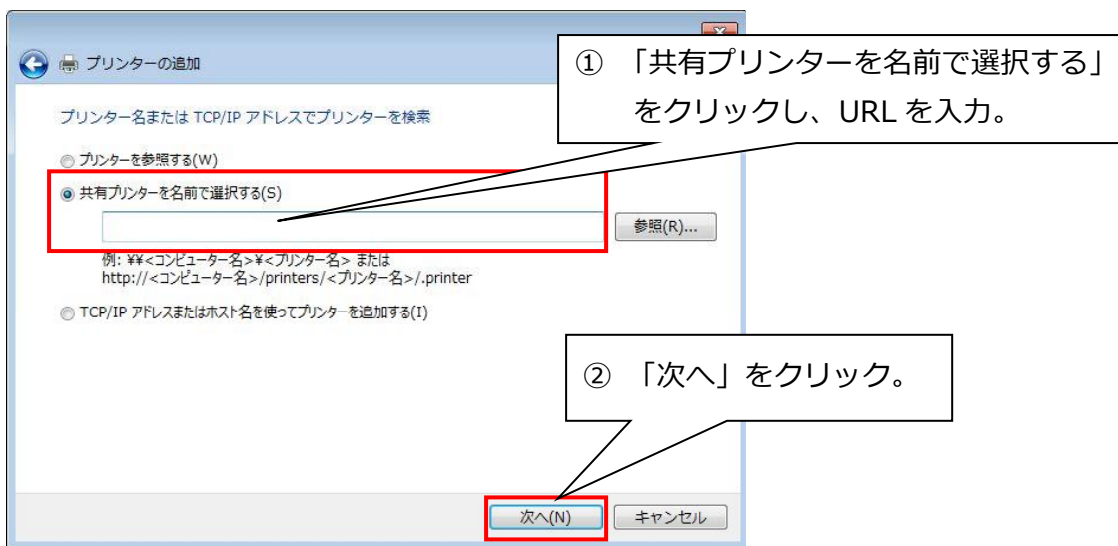 プリンターの追加
① 「共有プリンターを名前で選択する」
をクリックし、URL を入力。
プリンター名または TCP/IP アドレスでプリンターを検索
プリンターを参照する(W)
共有プリンターを名前で選択する(S)
参照(R)...
例: ¥¥<コンピューター名>¥<プリンター名> または
http://<コンピューター名>/printers/<プリンター名>/.printer
TCP/IP アドレスまたはホスト名を使ってプリンターを追加する(I)
② 「次へ」をクリック。
次へ(N)
キャンセル